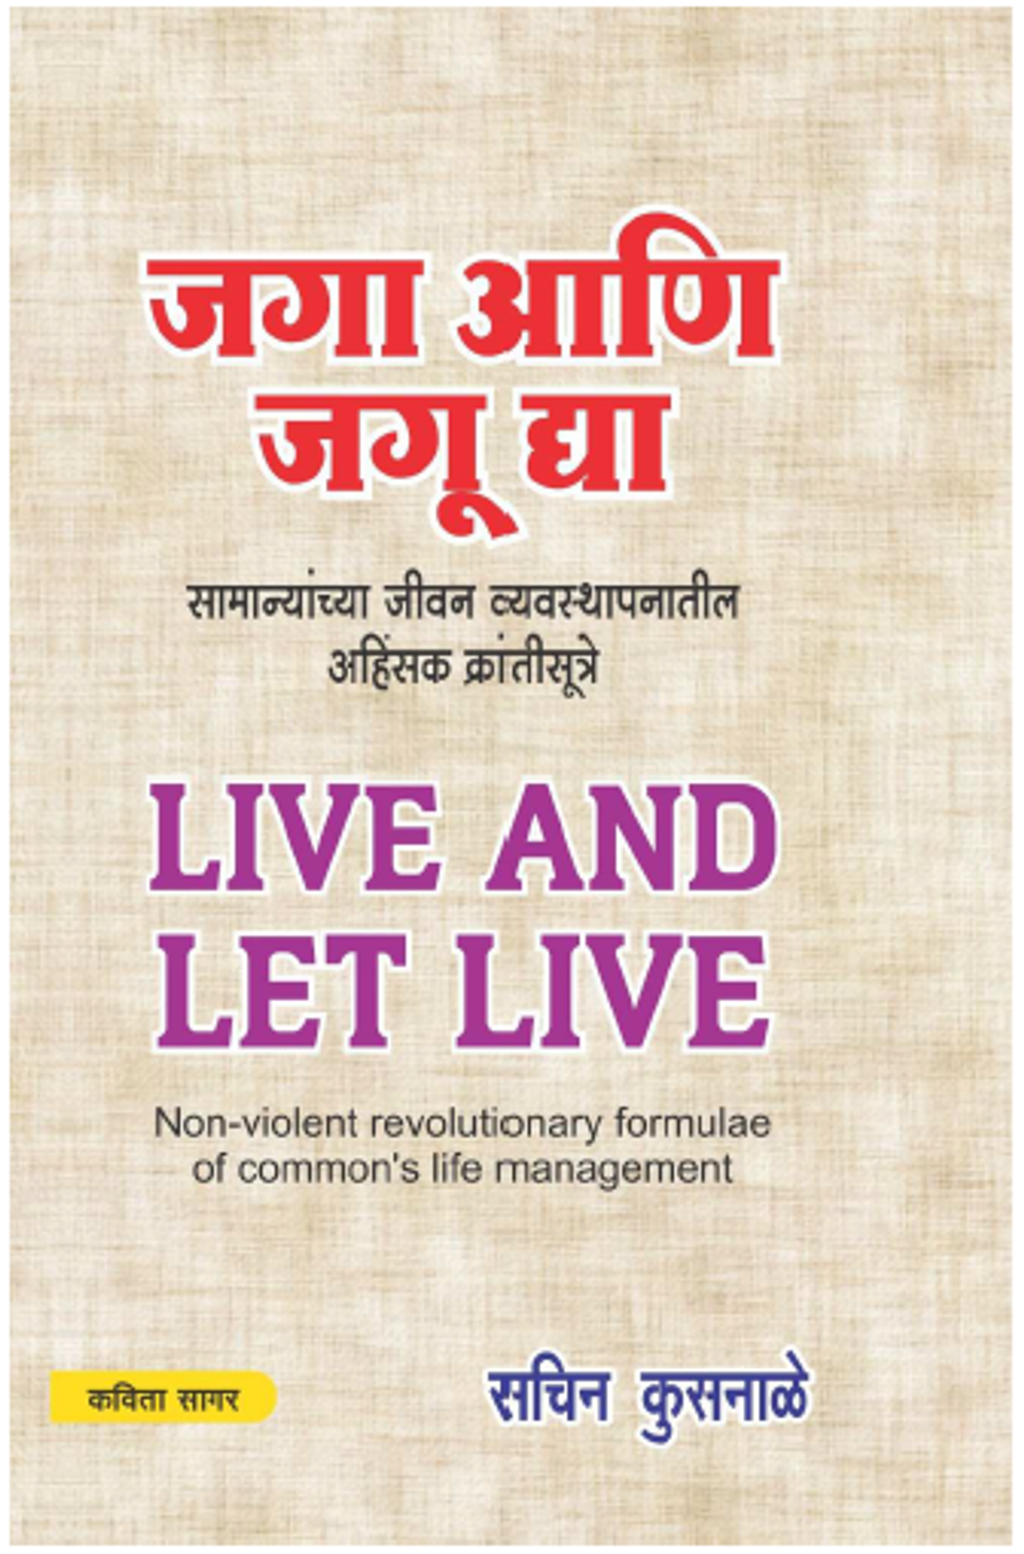 जगा आणि
जगू द्या
सामान्यांच्या जीवन व्यवस्थापनातील
अहिंसक क्रांतीसूत्रे
LIVE AND
LET LIVE
Non-violent revolutionary formulae
of common's life management
कविता सागर
सचिन कुसनाळे